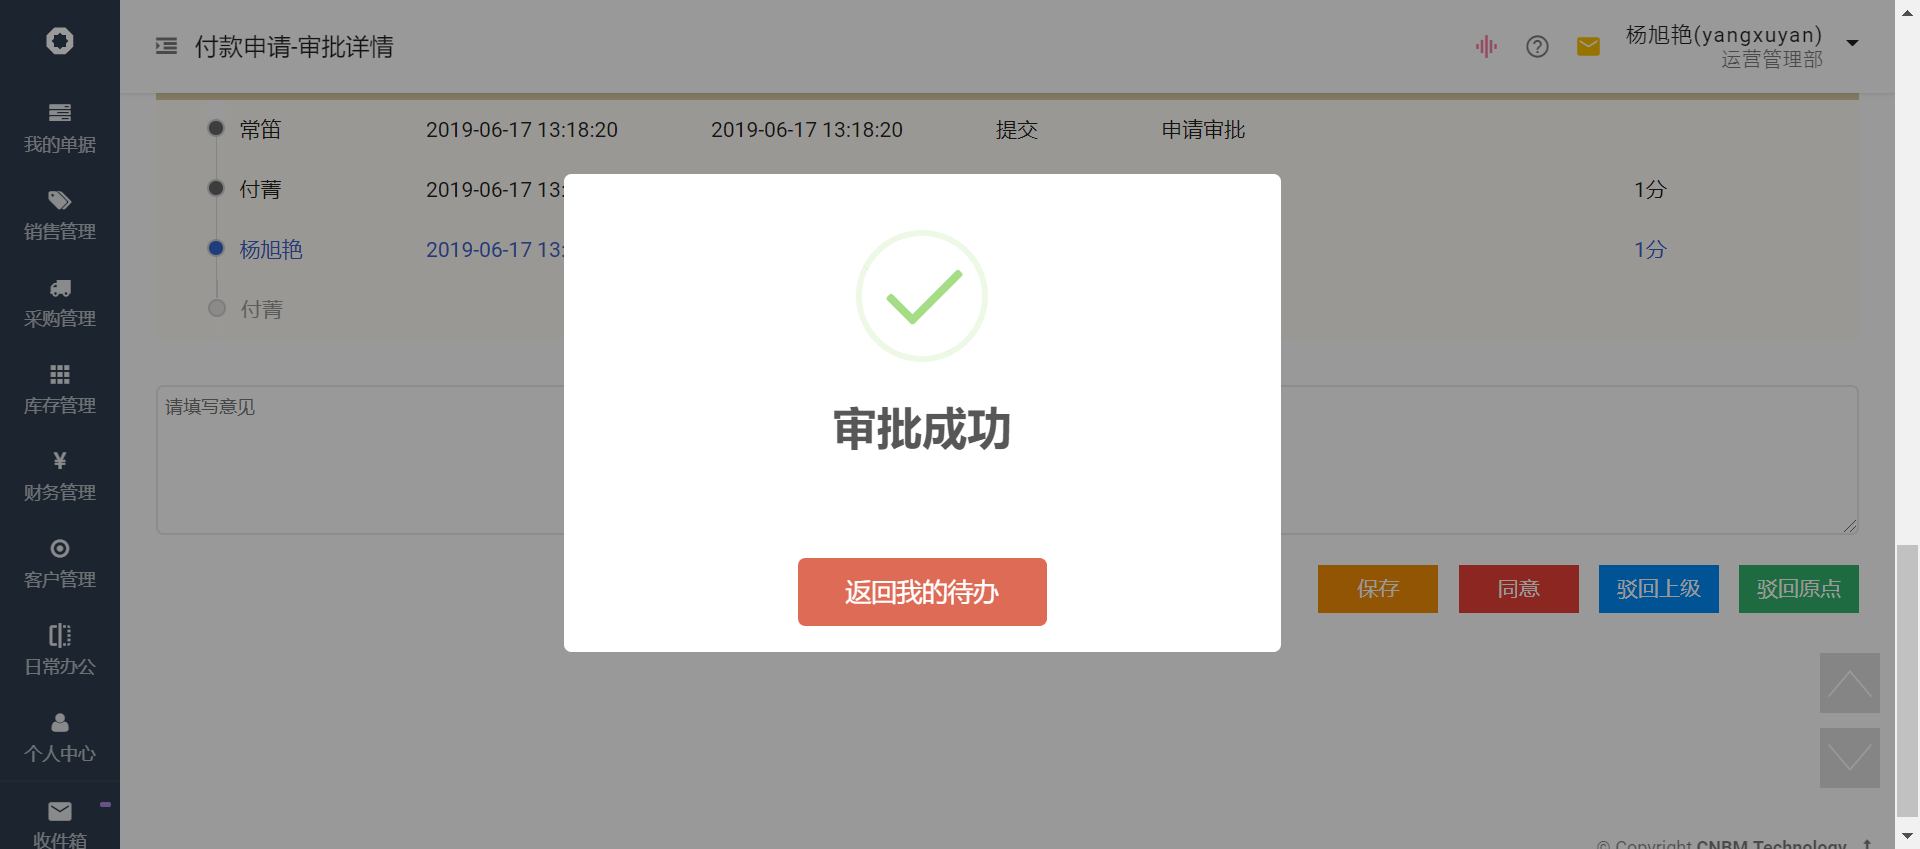 付款申请-审批详情
杨旭艳(yangxuyan)
运营管理部
我的单据
销售管理
采购管理
库存管理
¥
财务管理
客户管理
日常办公
个人中心
收件箱
常笛 2019-06-17 13:18:20 2019-06-17 13:18:20 提交 申请审批
付菁 2019-06-17 13: 1分
杨旭艳 2019-06-17 13: 1分
付菁
请填写意见
审批成功
返回我的待办
保存 同意 驳回上级 驳回原点
© Copyright CNBM Technology